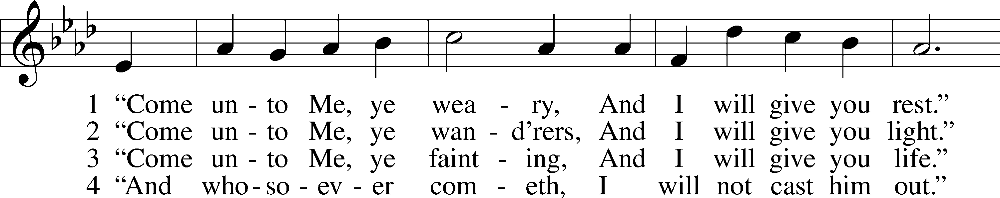 1 “Come un - to Me, ye wea - ry, And I will give you rest.”
2 “Come un - to Me, ye wan - d’rers, And I will give you light.”
3 “Come un - to Me, ye faint - ing, And I will give you life.”
4 “And who - so - ev - er com - eth, I will not cast him out.”